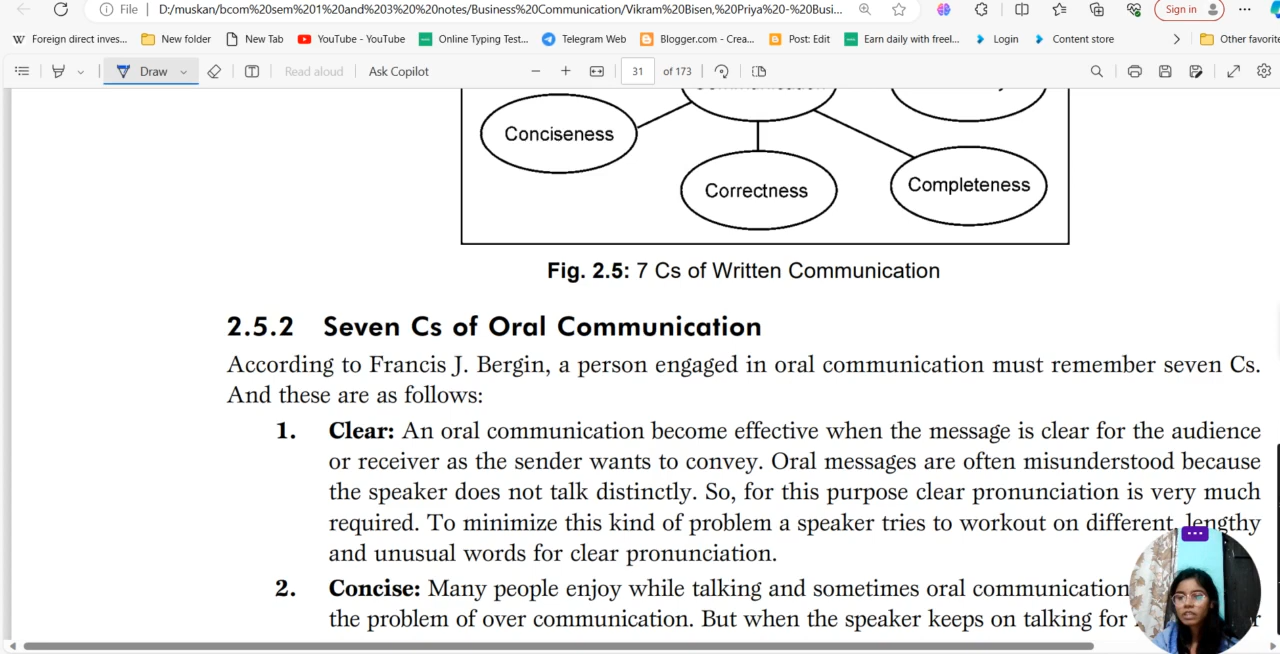 File D:/muskan/bcom%20sem%201%20and%203%20%20notes/Business%20Communication/Vikram%20Bisen,%20Priya%20-%20Busi... Sign in
Foreign direct inves... New folder New Tab YouTube - YouTube Online Typing Test... Telegram Web Blogger.com - Crea... Post: Edit Earn daily with freel... Login Content store Other favorite
Draw Read aloud Ask Copilot 31 of 173
Conciseness
Correctness
Completeness
Fig. 2.5: 7 Cs of Written Communication
2.5.2 Seven Cs of Oral Communication
According to Francis J. Bergin, a person engaged in oral communication must remember seven Cs.
And these are as follows:
1. Clear: An oral communication become effective when the message is clear for the audience
or receiver as the sender wants to convey. Oral messages are often misunderstood because
the speaker does not talk distinctly. So, for this purpose clear pronunciation is very much
required. To minimize this kind of problem a speaker tries to workout on different, lengthy
and unusual words for clear pronunciation.
2. Concise: Many people enjoy while talking and sometimes oral communication
the problem of over communication. But when the speaker keeps on talking for